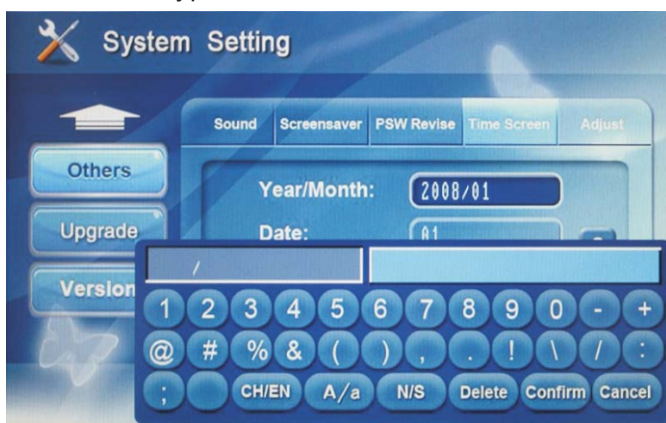 System Setting
Sound Screensaver PSW Revise Time Screen Adjust
Others
Year/Month: 2008/01
Upgrade
Date: 01
Version
/
1 2 3 4 5 6 7 8 9 0 - +
@ # % & ( ) , . ! \ / :
; CH/EN A/a N/S Delete Confirm Cancel